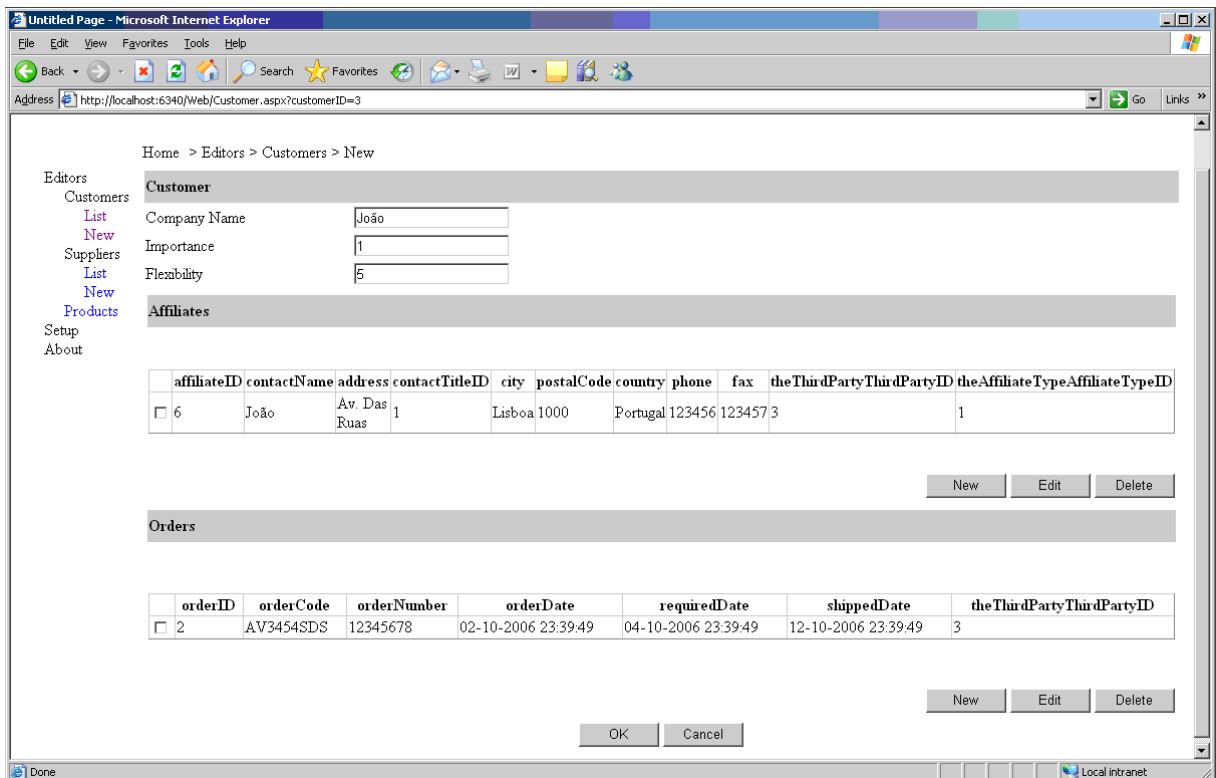 Untitled Page - Microsoft Internet Explorer
File Edit View Favorites Tools Help
Back Search Favorites
Address http://localhost:6340/Web/Customer.aspx?customerID=3 Go Links »
Home > Editors > Customers > New
Editors
Customers
List
New
Suppliers
List
New
Products
Setup
About
Customer
Company Name João
Importance 1
Flexibility 5
Affiliates
affiliateID contactName address contactTitleID city postalCode country phone fax theThirdPartyThirdPartyID theAffiliateTypeAffiliateTypeID
6 João Av. Das Ruas 1 Lisboa 1000 Portugal 123456 123457 3 1
New Edit Delete
Orders
orderID orderCode orderNumber orderDate requiredDate shippedDate theThirdPartyThirdPartyID
2 AV3454SDS 12345678 02-10-2006 23:39:49 04-10-2006 23:39:49 12-10-2006 23:39:49 3
New Edit Delete
OK Cancel
Done Local intranet